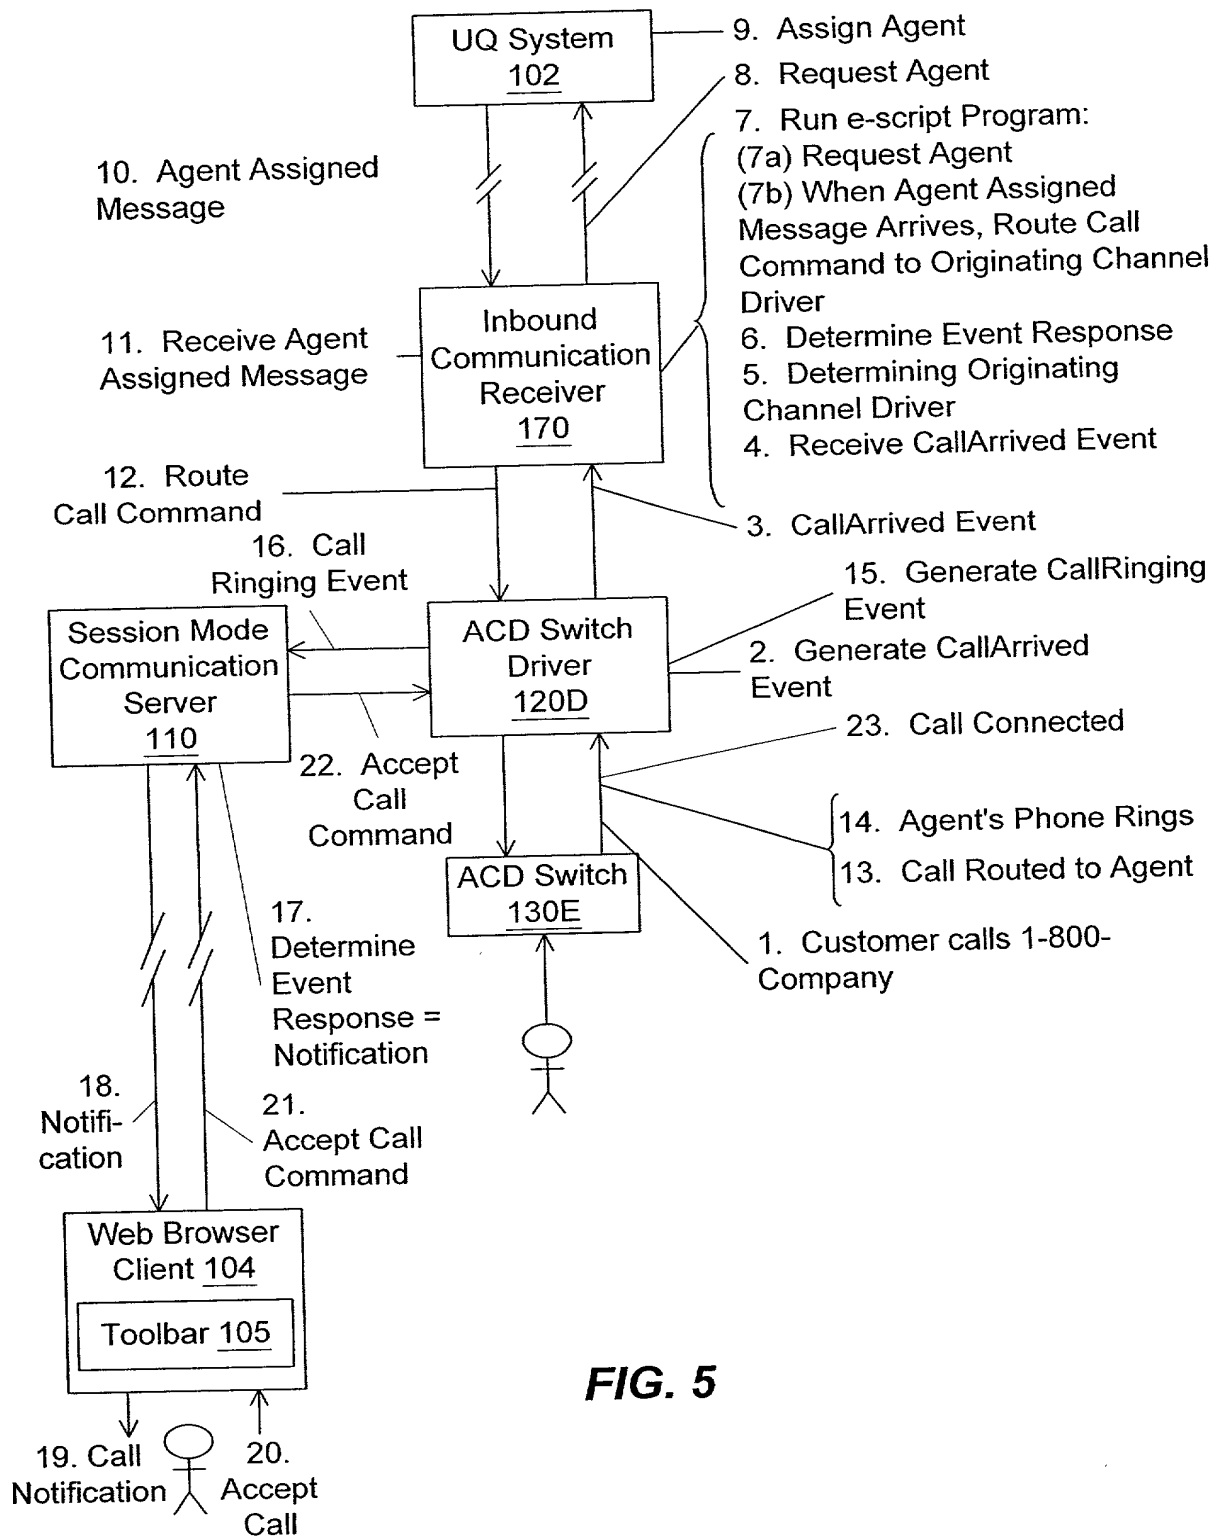 UQ System
102
9. Assign Agent
8. Request Agent
7. Run e-script Program:
(7a) Request Agent
(7b) When Agent Assigned
Message Arrives, Route Call
Command to Originating Channel
Driver
10. Agent Assigned
Message
Inbound
Communication
Receiver
170
11. Receive Agent
Assigned Message
6. Determine Event Response
5. Determining Originating
Channel Driver
4. Receive CallArrived Event
12. Route
Call Command
3. CallArrived Event
16. Call
Ringing Event
15. Generate CallRinging
Event
Session Mode
Communication
Server
110
ACD Switch
Driver
120D
2. Generate CallArrived
Event
23. Call Connected
22. Accept
Call
Command
14. Agent's Phone Rings
13. Call Routed to Agent
ACD Switch
130E
17.
Determine
Event
Response =
Notification
1. Customer calls 1-800-
Company
18.
Notifi-
cation
21.
Accept Call
Command
Web Browser
Client 104
Toolbar 105
FIG. 5
19. Call
Notification
20.
Accept
Call